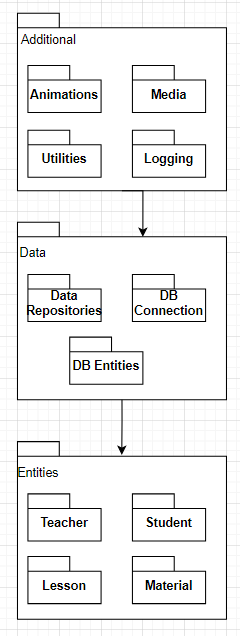 Additional
Animations
Media
Utilities
Logging
Data
Data
Repositories
DB
Connection
DB Entities
Entities
Teacher
Student
Lesson
Material